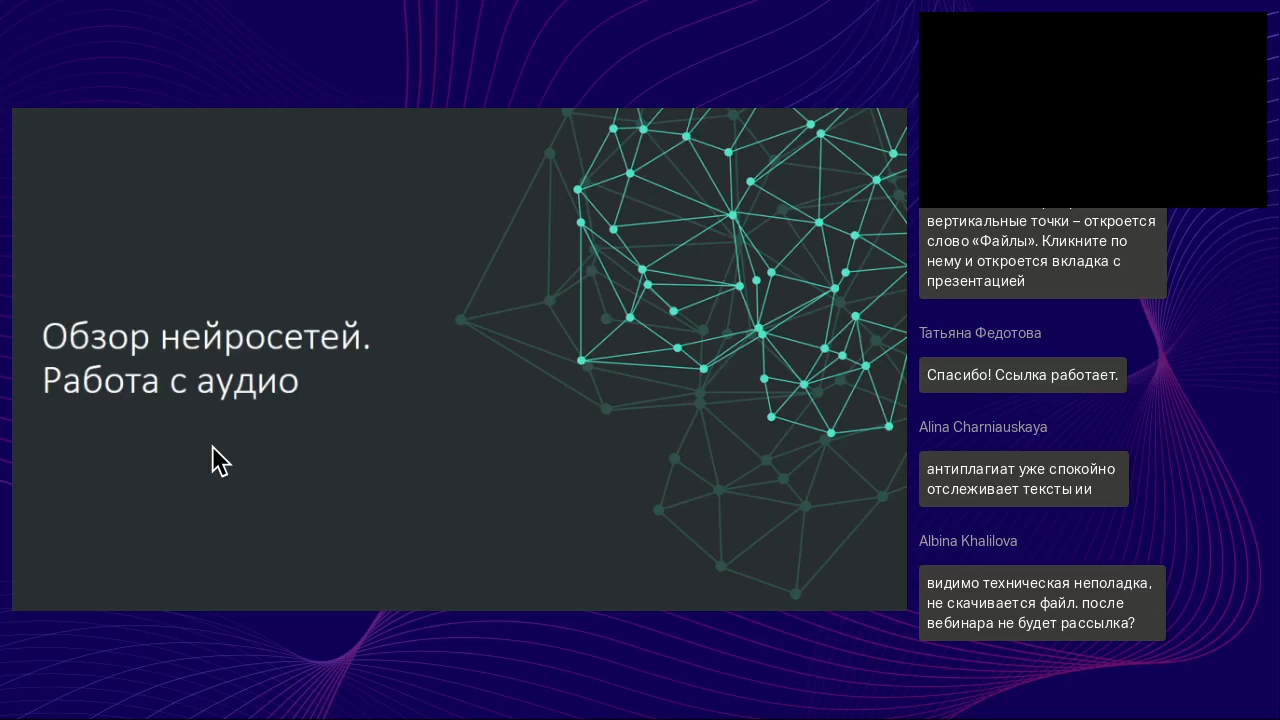 Обзор нейросетей.
Работа с аудио
вертикальные точки – откроется
слово «Файлы». Кликните по
нему и откроется вкладка с
презентацией
Татьяна Федотова
Спасибо! Ссылка работает.
Alina Charniauskaya
антиплагиат уже спокойно
отслеживает тексты ии
Albina Khalilova
видимо техническая неполадка,
не скачивается файл. после
вебинара не будет рассылка?